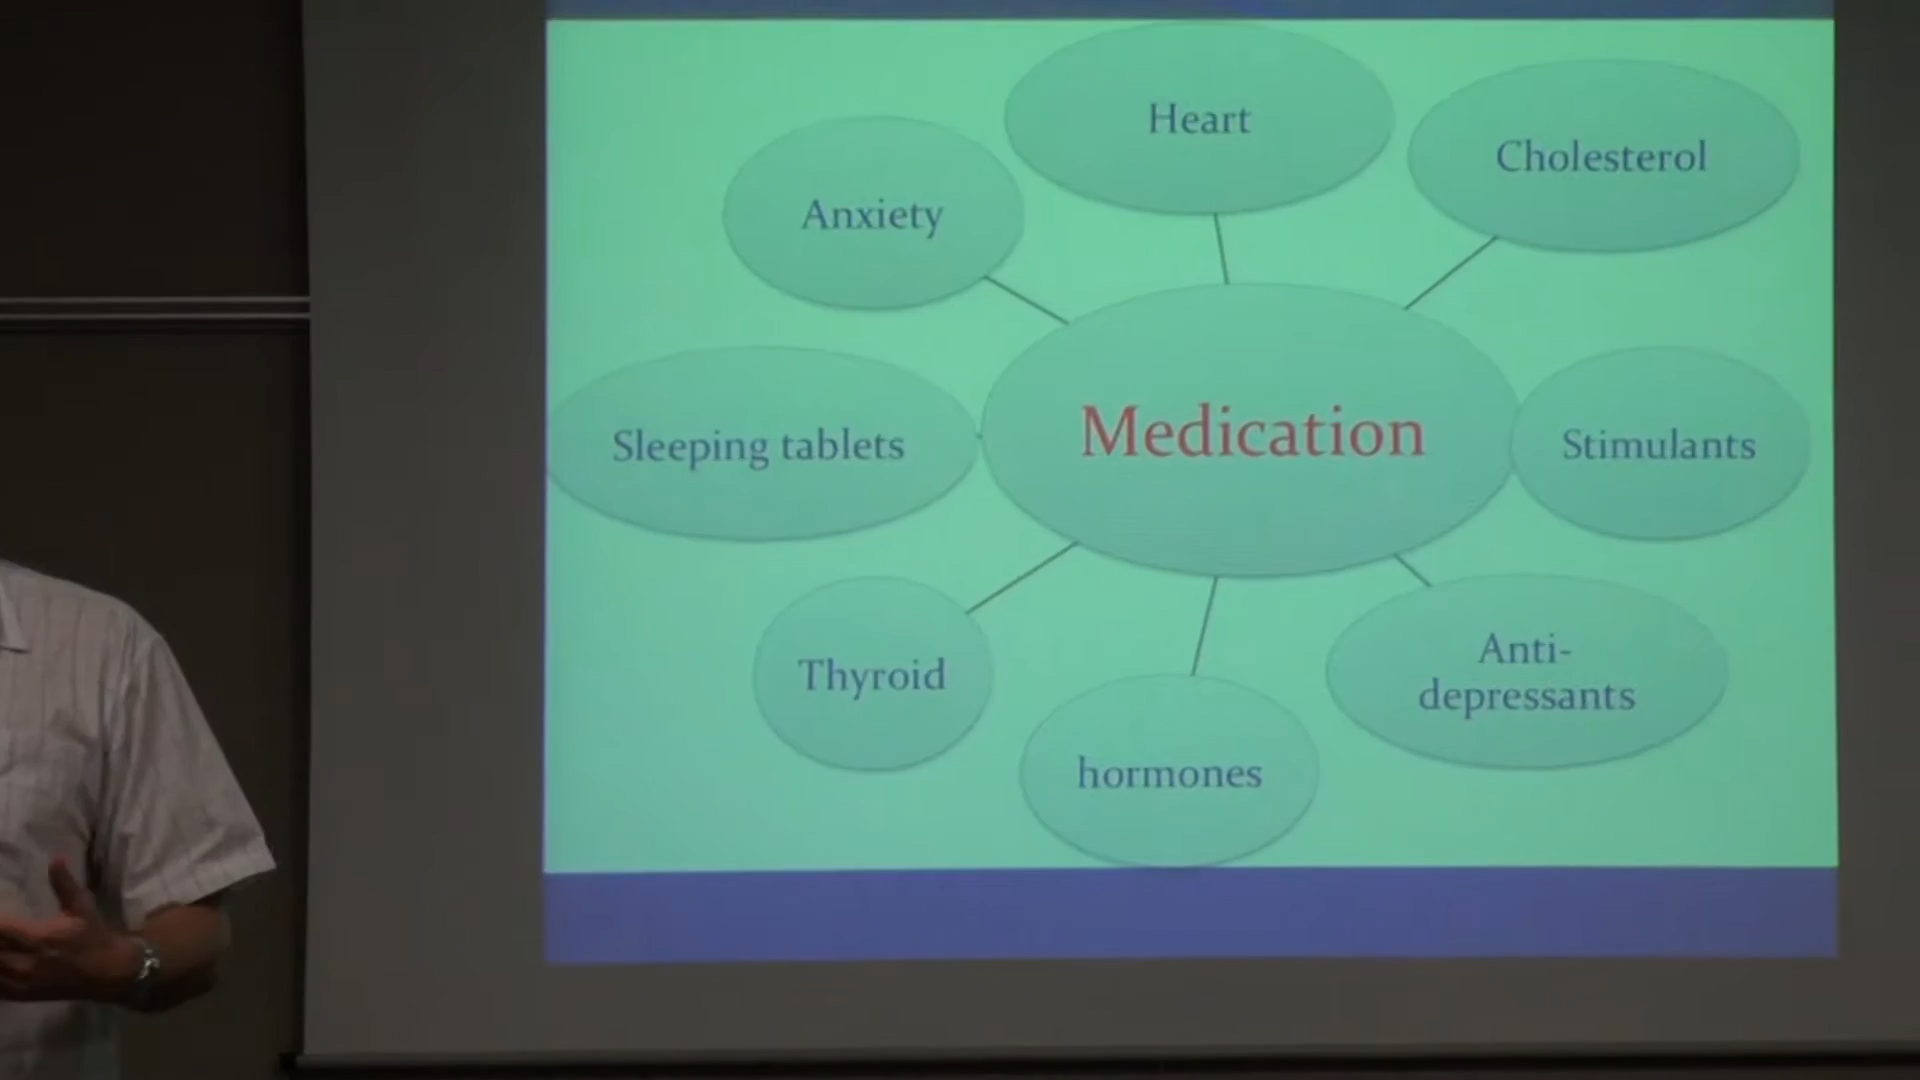 Heart
Cholesterol
Anxiety
Medication
Sleeping tablets
Stimulants
Thyroid
Anti-
depressants
hormones